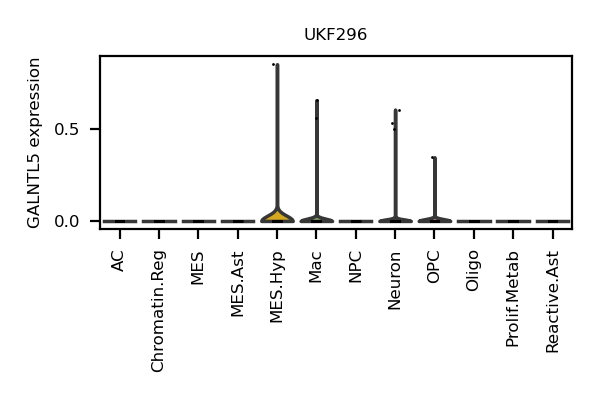 UKF296
GALNTL5 expression
0.5
0.0
AC
Chromatin.Reg
MES
MES.Ast
MES.Hyp
Mac
NPC
Neuron
OPC
Oligo
Prolif.Metab
Reactive.Ast